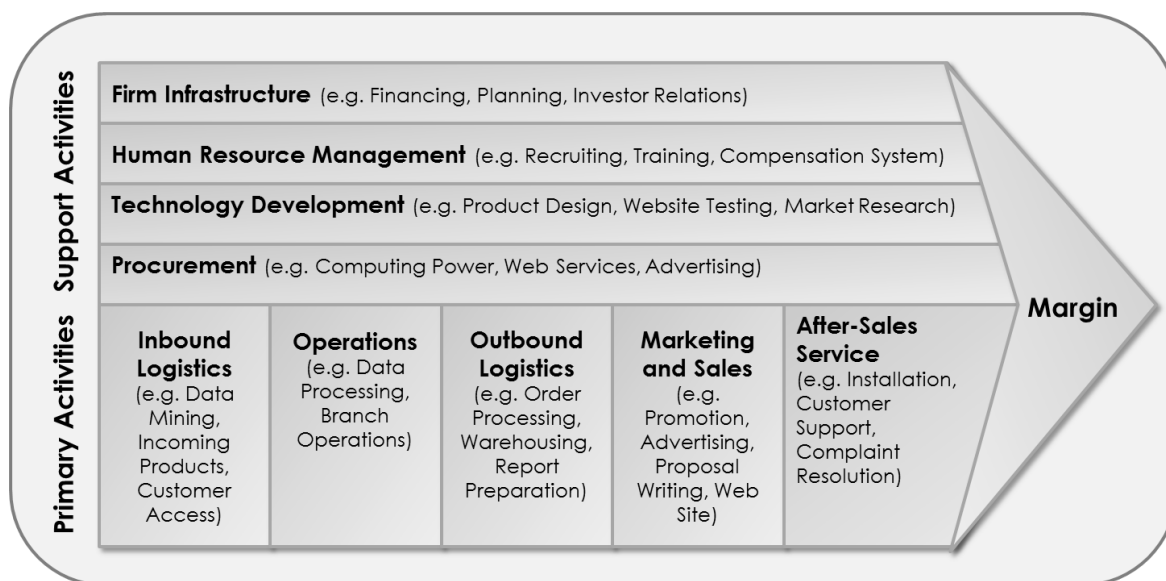 Support Activities
Firm Infrastructure (e.g. Financing, Planning, Investor Relations)
Human Resource Management (e.g. Recruiting, Training, Compensation System)
Technology Development (e.g. Product Design, Website Testing, Market Research)
Procurement (e.g. Computing Power, Web Services, Advertising)
Primary Activities
Inbound
Logistics
(e.g. Data
Mining,
Incoming
Products,
Customer
Access)
Operations
(e.g. Data
Processing,
Branch
Operations)
Outbound
Logistics
(e.g. Order
Processing,
Warehousing,
Report
Preparation)
Marketing
and Sales
(e.g.
Promotion,
Advertising,
Proposal
Writing, Web
Site)
After-Sales
Service
(e.g. Installation,
Customer
Support,
Complaint
Resolution)
Margin